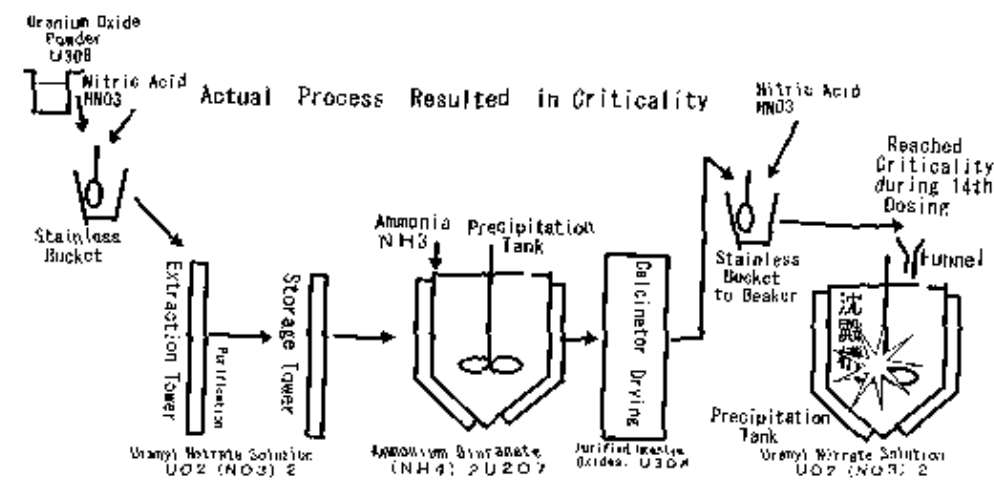 Uranium Oxide
Powder
U308
Nitric Acid
HNO3
Actual Process Resulted in Criticality
Nitric Acid
HNO3
Reached
Criticality
during 14th
Dosing
Stainless
Bucket
Ammonia
NH3
Precipitation
Tank
Stainless
Bucket
to Beaker
funnel
Extraction Tower
Purification
Storage Tower
Calcinator Drying
沈殿槽
Precipitation
Tank
Uranyl Nitrate Solution
UO2 (NO3) 2
Ammonium Diuranate
(NH4) 2U2O7
Purified
Oxides, U308
Uranyl Nitrate Solution
UO2 (NO3) 2